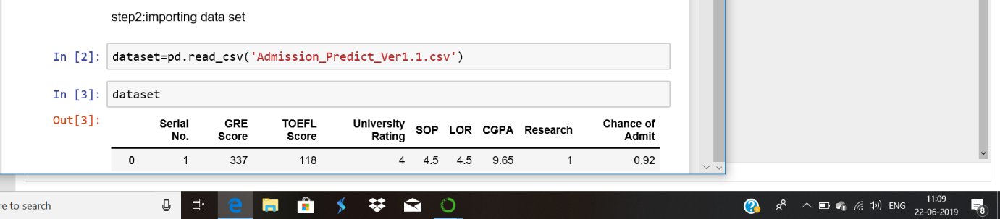 step2:importing data set
In [2]: dataset=pd.read_csv('Admission_Predict_Ver1.1.csv')
In [3]: dataset
Out[3]:
Serial No. GRE Score TOEFL Score University Rating SOP LOR CGPA Research Chance of Admit
0 1 337 118 4 4.5 4.5 9.65 1 0.92
re to search
ENG
11:09
22-06-2019
8